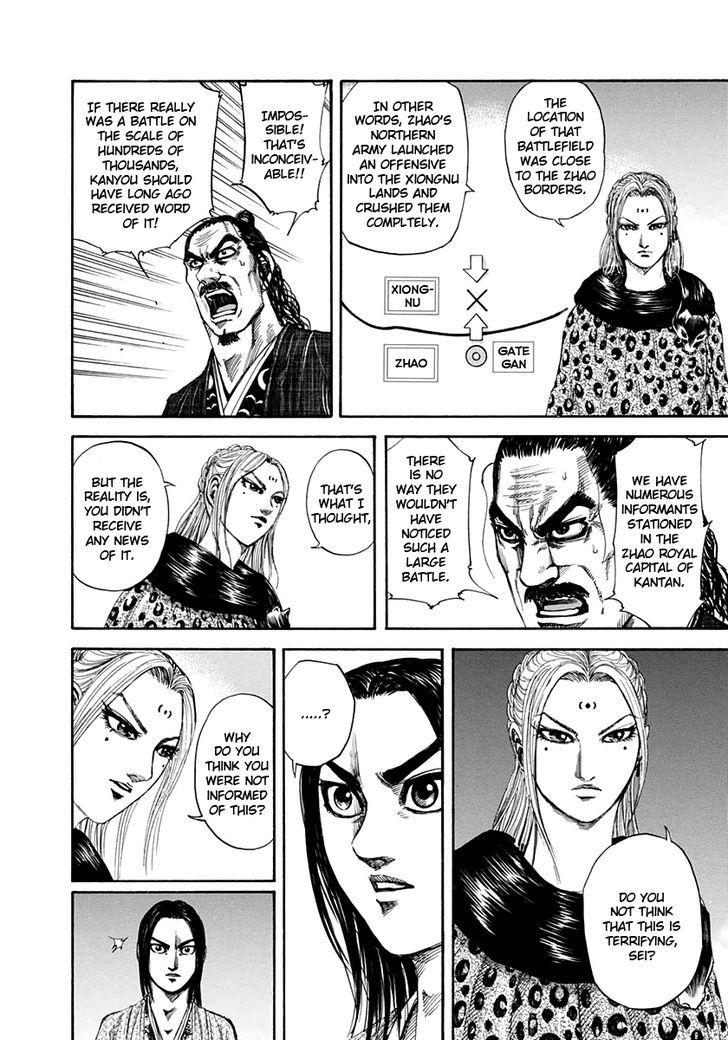 THE
LOCATION
OF THAT
BATTLEFIELD
WAS CLOSE
TO THE ZHAO
BORDERS.
IN OTHER
WORDS, ZHAO'S
NORTHERN
ARMY LAUNCHED
AN OFFENSIVE
INTO THE XIONGNU
LANDS AND
CRUSHED THEM
COMPLTELY.
XIONG-
NU
ZHAO
GATE
GAN
IMPOS-
SIBLE!
THAT'S
INCONCEIV-
ABLE!!
IF THERE REALLY
WAS A BATTLE ON
THE SCALE OF
HUNDREDS OF
THOUSANDS,
KANYOU SHOULD
HAVE LONG AGO
RECEIVED WORD
OF IT!
WE HAVE
NUMEROUS
INFORMANTS
STATIONED
IN THE
ZHAO ROYAL
CAPITAL OF
KANTAN.
THERE
IS NO
WAY THEY
WOULDN'T
HAVE
NOTICED
SUCH A
LARGE
BATTLE.
THAT'S
WHAT I
THOUGHT,
BUT THE
REALITY IS,
YOU DIDN'T
RECEIVE
ANY NEWS
OF IT.
DO YOU
NOT THINK
THAT THIS IS
TERRIFYING,
SEI?
.....?
WHY
DO YOU
THINK YOU
WERE NOT
INFORMED
OF THIS?